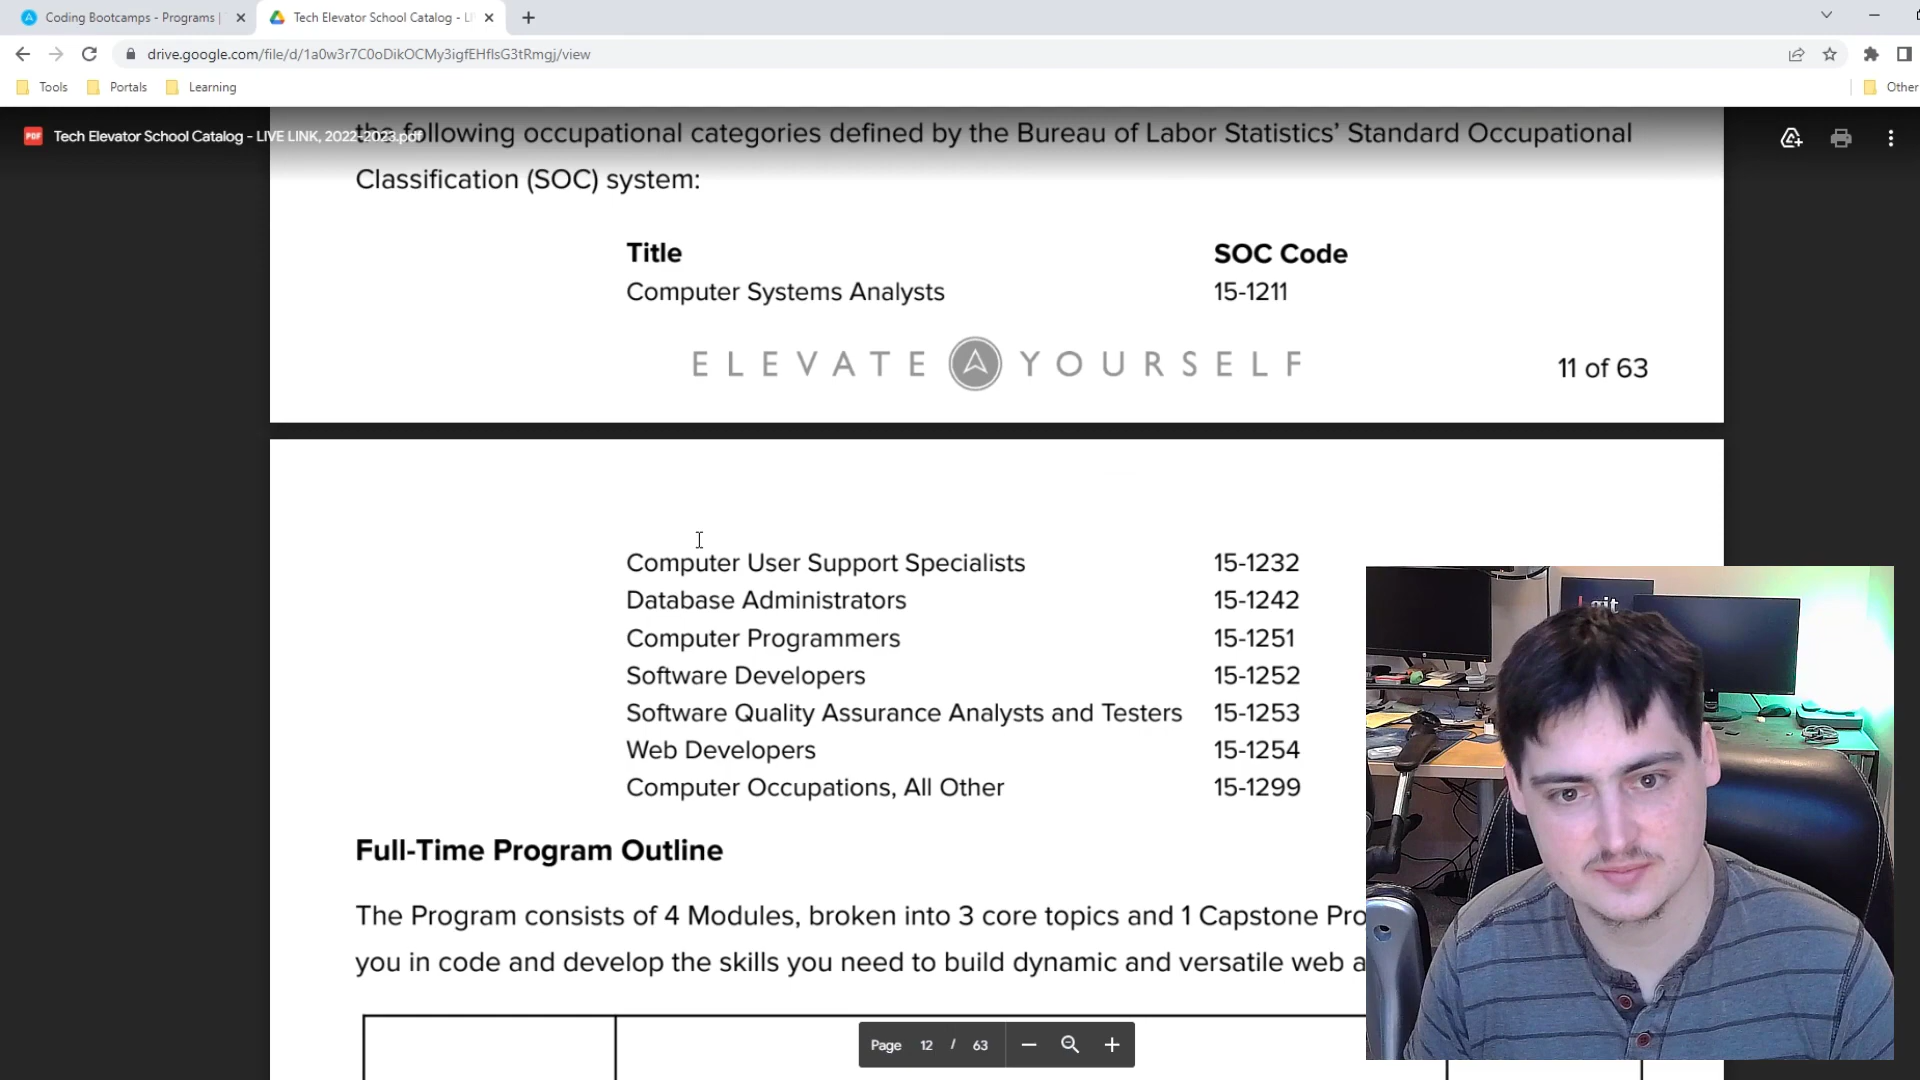 Coding Bootcamps - Programs |
Tech Elevator School Catalog - L
drive.google.com/file/d/1a0w3r7C0oDikOCMy3igfEHflsG3tRmgj/view
Tools
Portals
Learning
Other
Tech Elevator School Catalog - LIVE LINK, 2022-2023.pdf
the following occupational categories defined by the Bureau of Labor Statistics’ Standard Occupational
Classification (SOC) system:
Title SOC Code
Computer Systems Analysts 15-1211
ELEVATE YOURSELF
11 of 63
Computer User Support Specialists 15-1232
Database Administrators 15-1242
Computer Programmers 15-1251
Software Developers 15-1252
Software Quality Assurance Analysts and Testers 15-1253
Web Developers 15-1254
Computer Occupations, All Other 15-1299
Full-Time Program Outline
The Program consists of 4 Modules, broken into 3 core topics and 1 Capstone Pro
you in code and develop the skills you need to build dynamic and versatile web a
Page 12 / 63
git